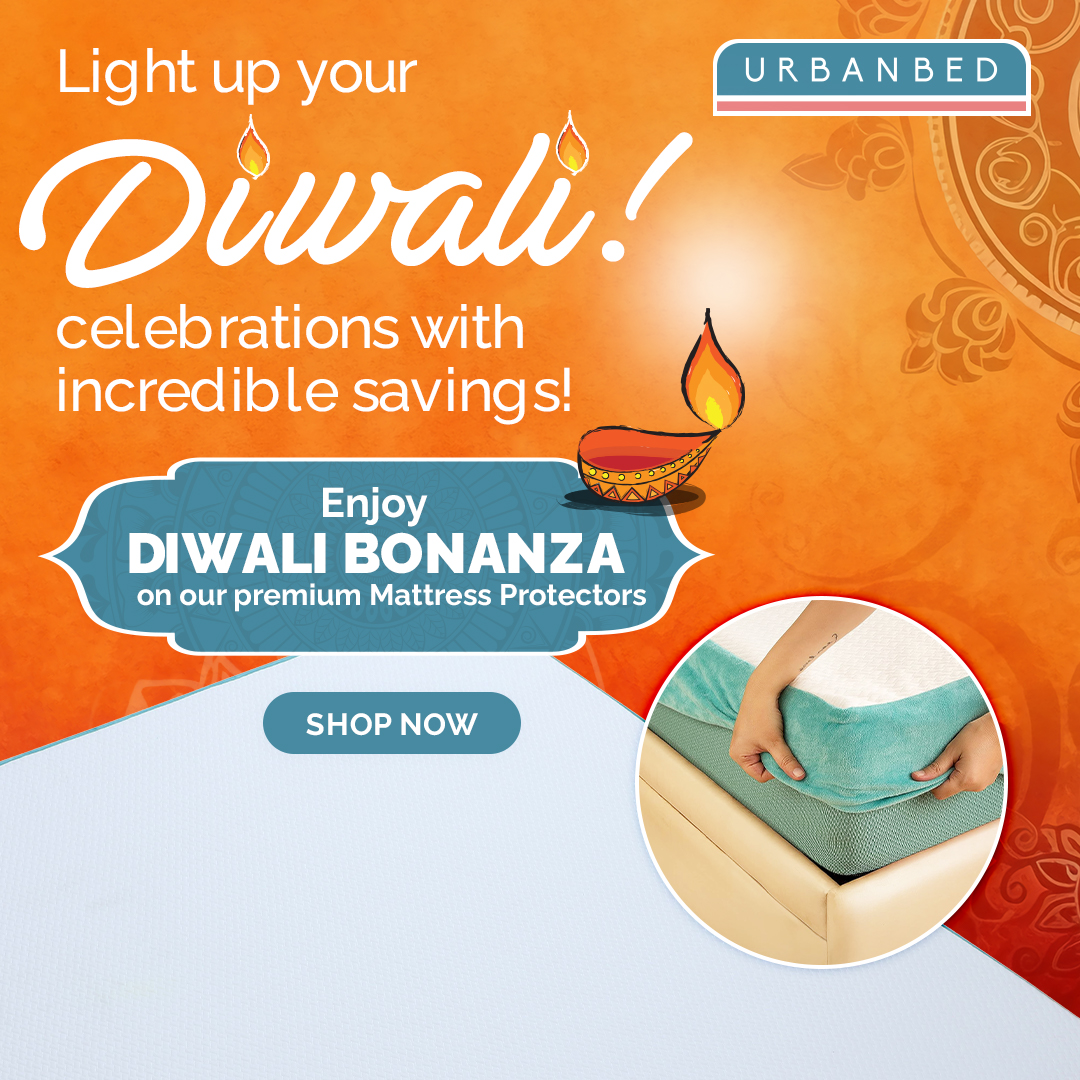 Light up your
URBANBED
Diwali!
celebrations with
incredible savings!
Enjoy
DIWALI BONANZA
on our premium Mattress Protectors
SHOP NOW